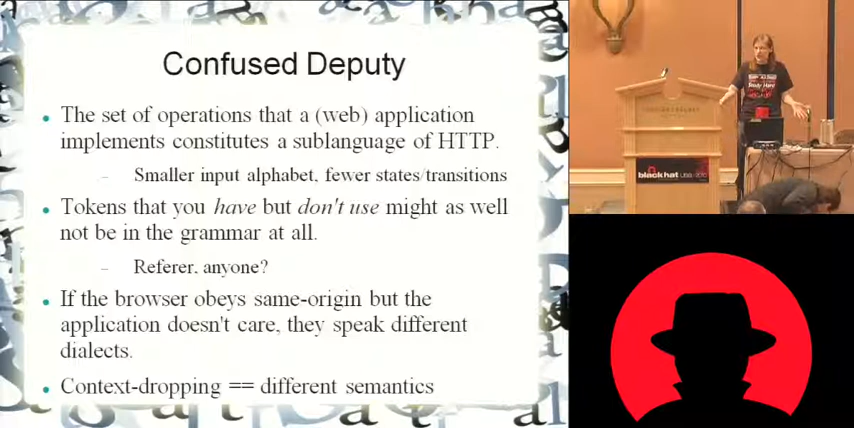 Confused Deputy
The set of operations that a (web) application
implements constitutes a sublanguage of HTTP.
– Smaller input alphabet, fewer states/transitions
Tokens that you have but don't use might as well
not be in the grammar at all.
– Referer, anyone?
If the browser obeys same-origin but the
application doesn't care, they speak different
dialects.
Context-dropping == different semantics
black hat